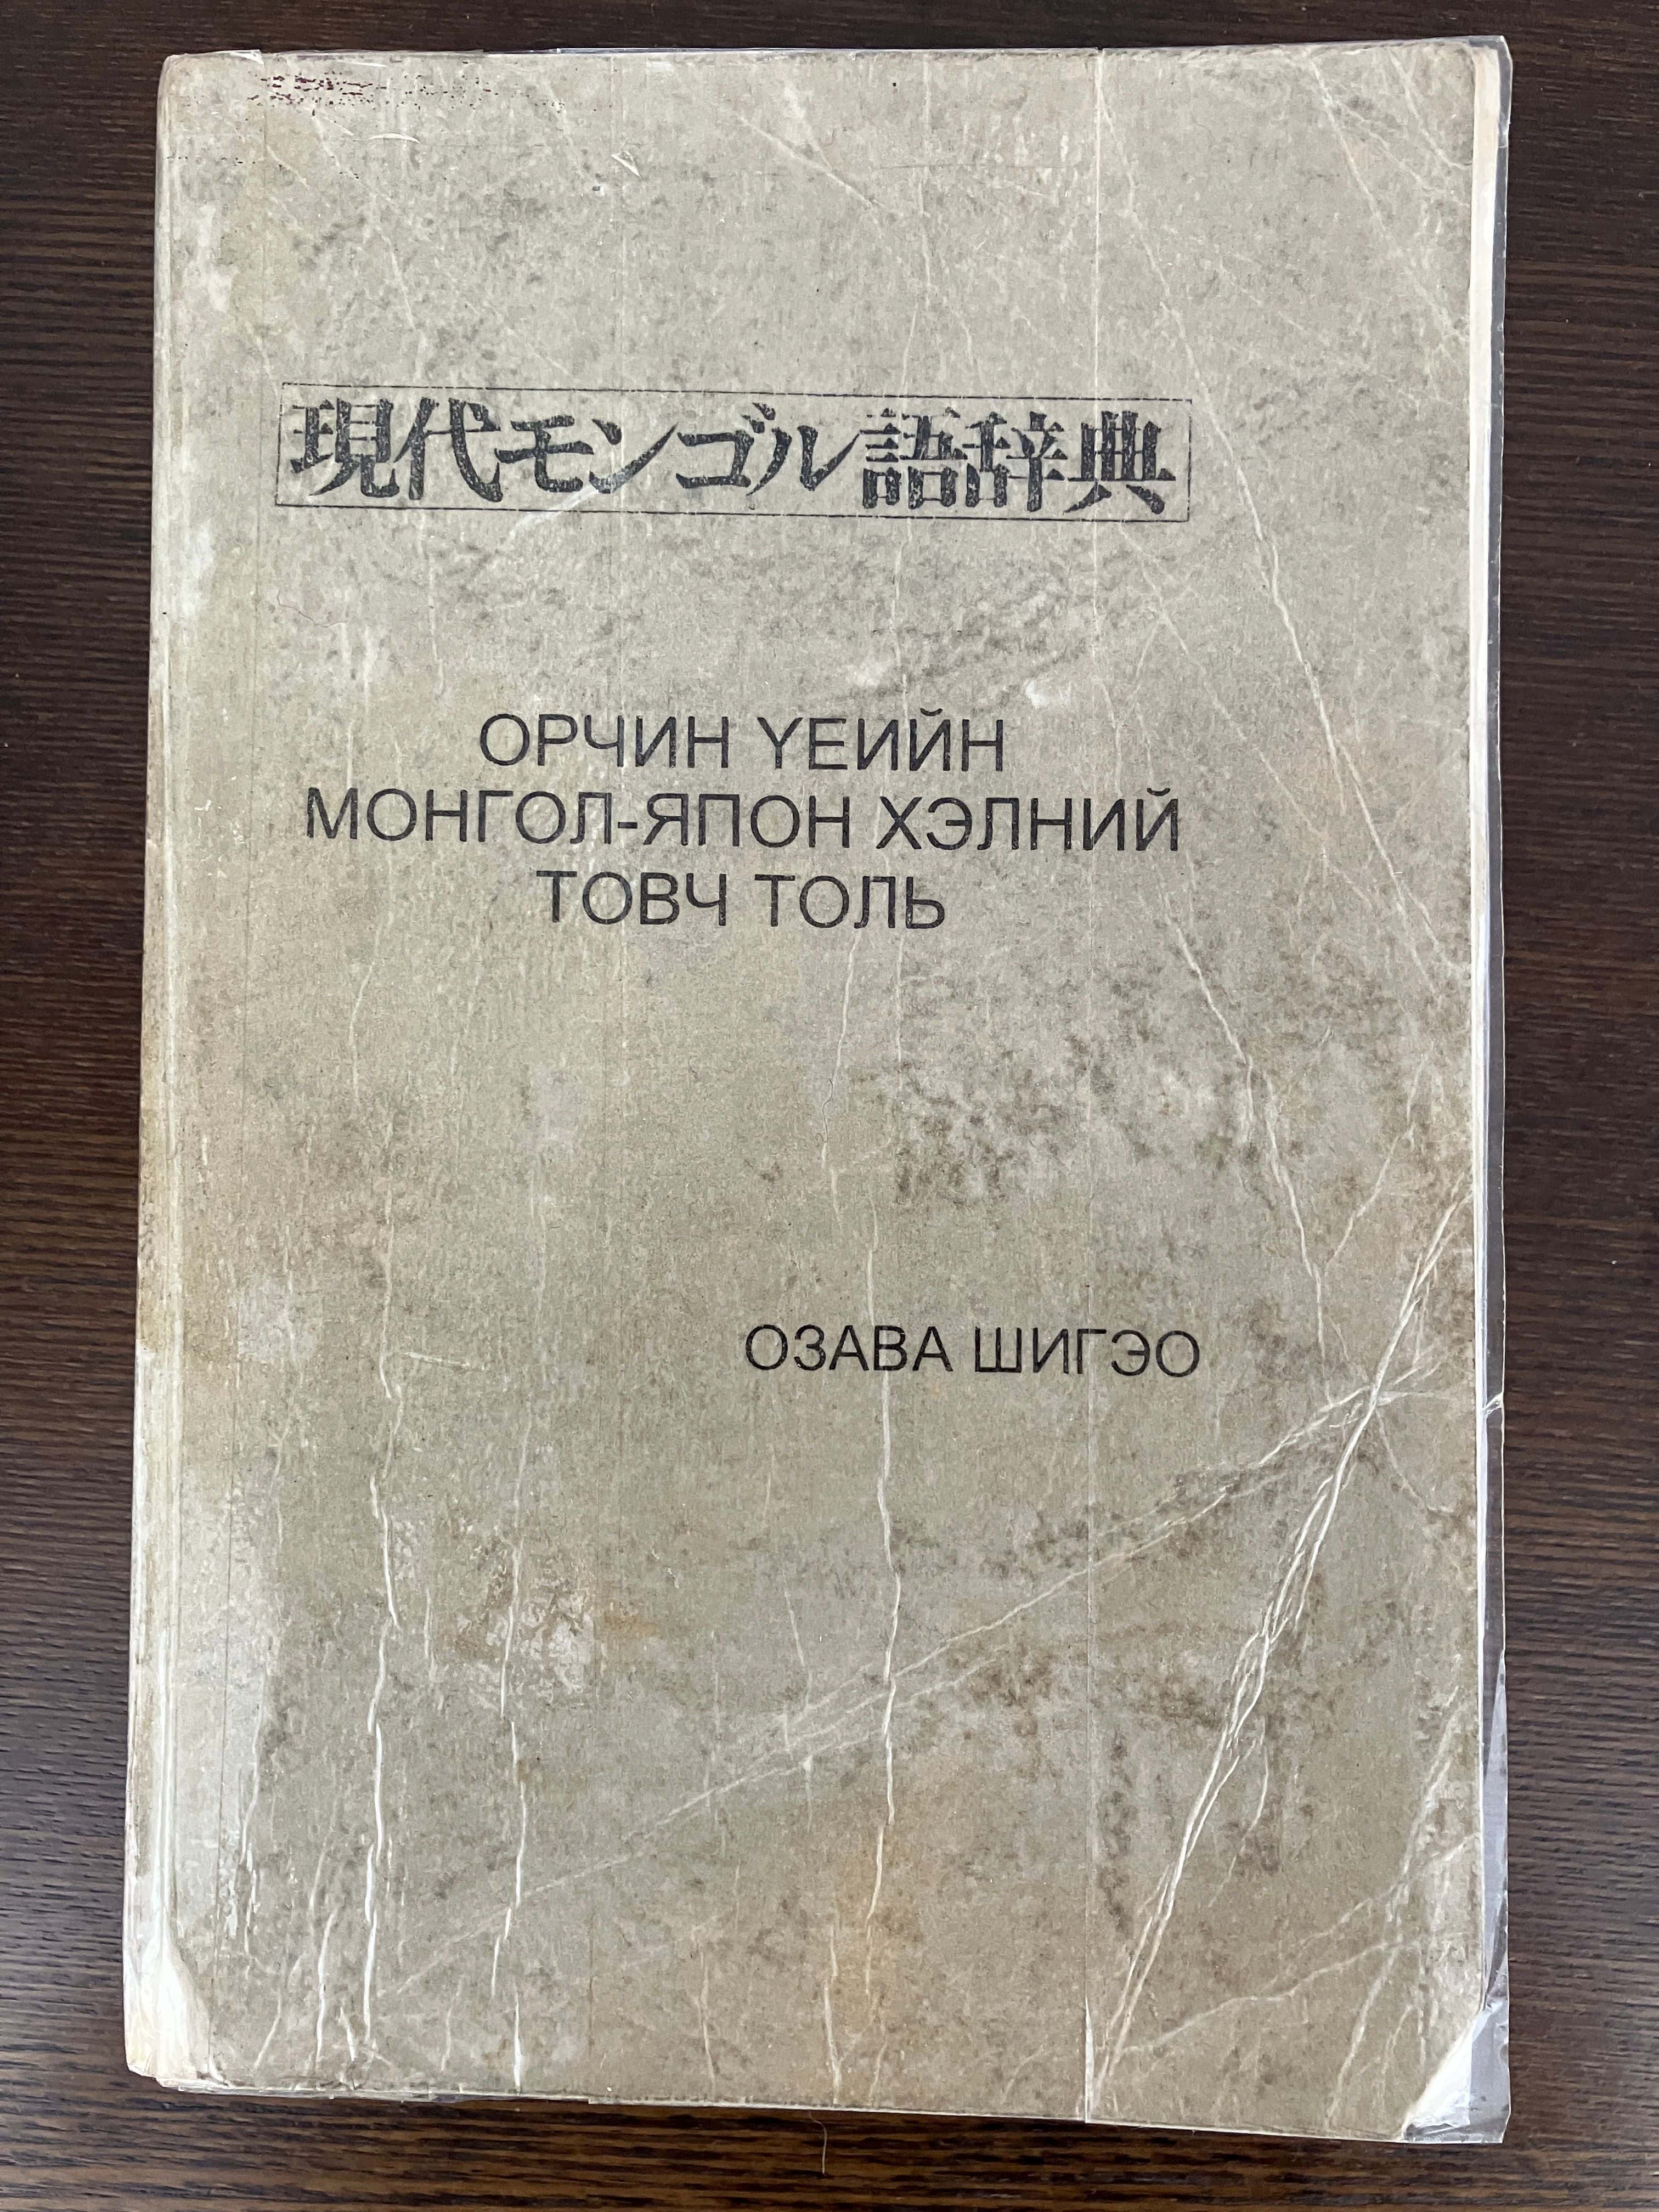 現代モンゴル語辞典
ОРЧИН ҮЕИЙН
МОНГОЛ-ЯПОН ХЭЛНИЙ
ТОВЧ ТОЛЬ
ОЗАВА ШИГЭО